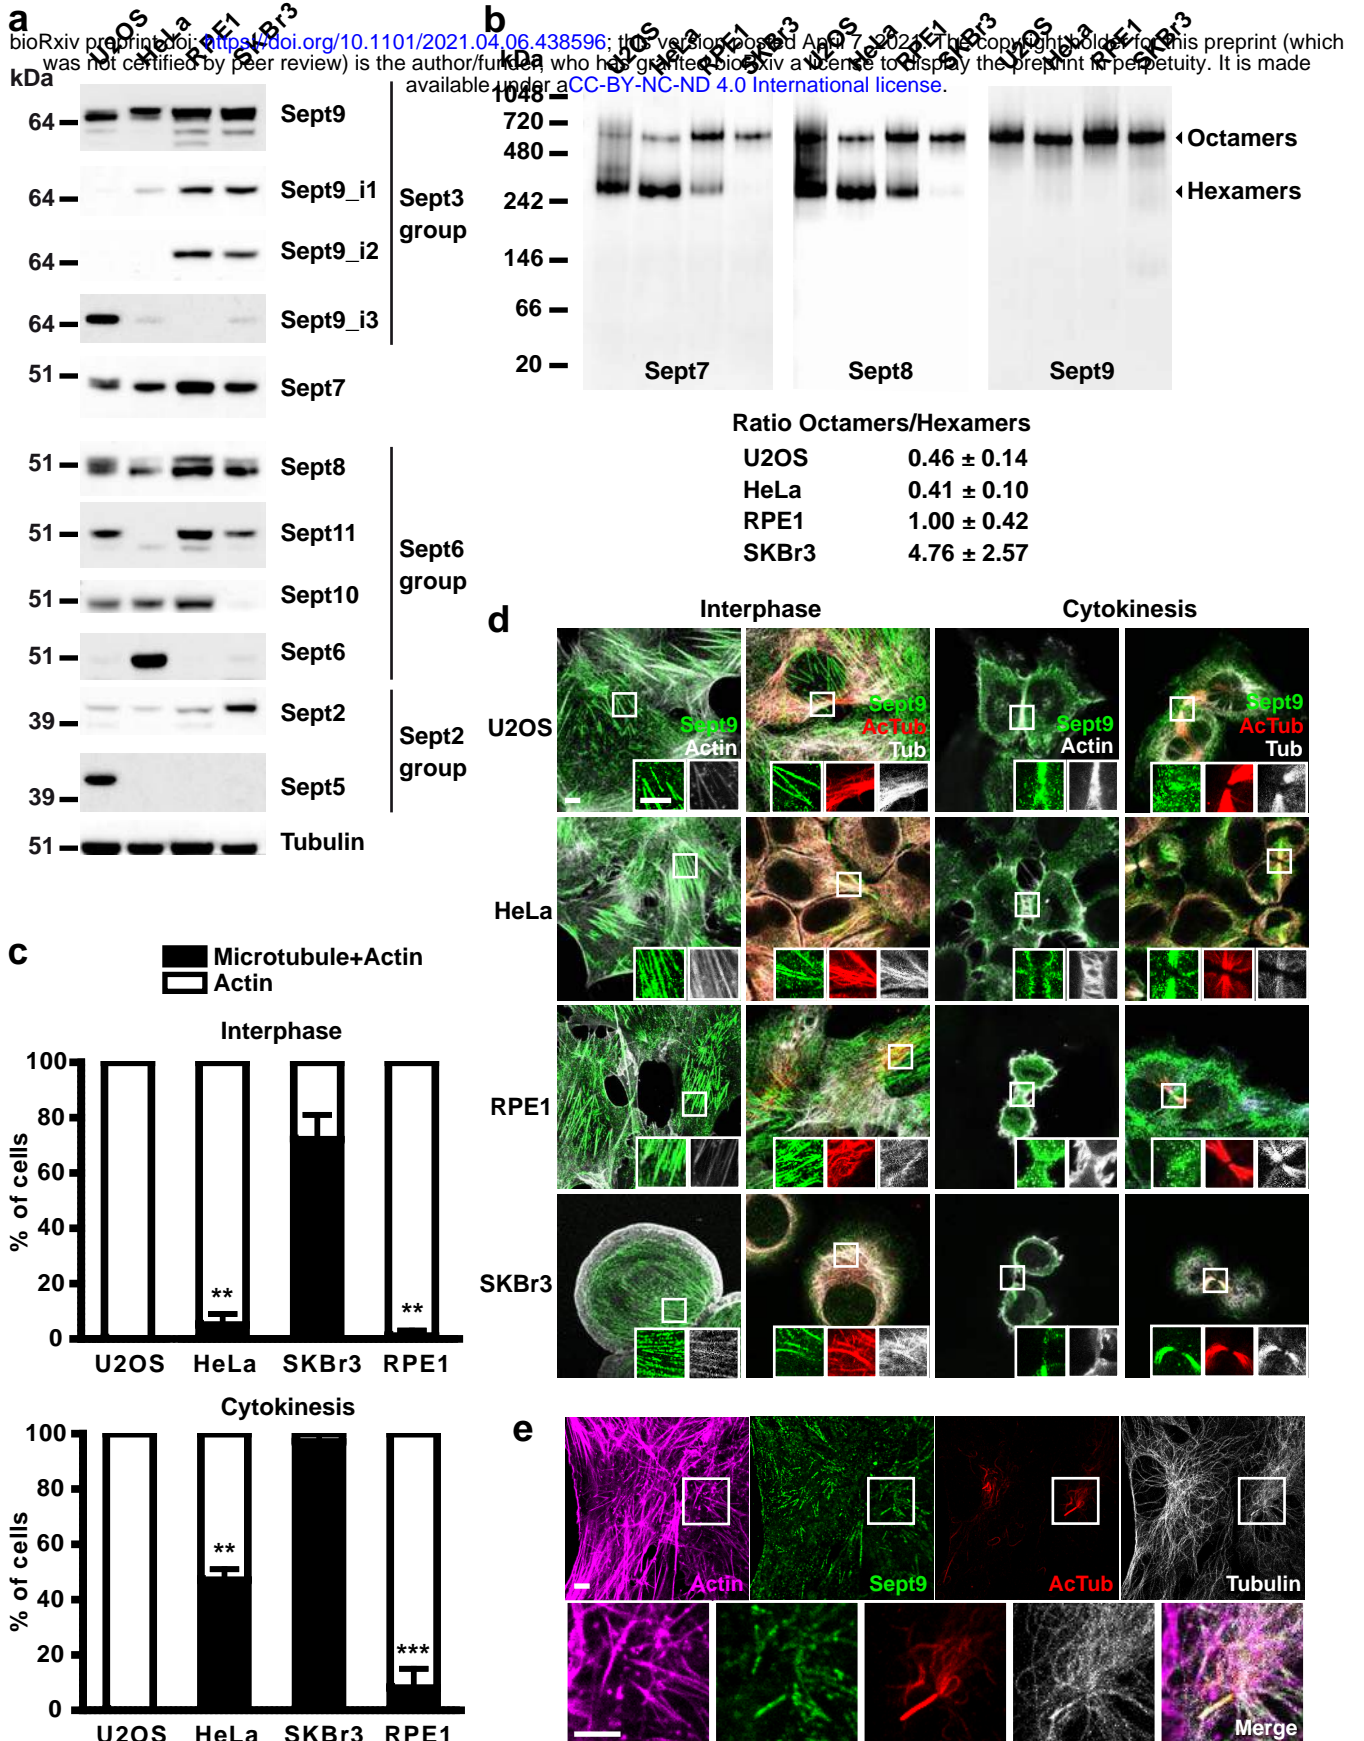 a
U2OS
HeLa
RPE1
SKBr3
b
U2OS
HeLa
RPE1
SKBr3
U2OS
HeLa
RPE1
SKBr3
U2OS
HeLa
RPE1
SKBr3
bioRxiv preprint doi: https://doi.org/10.1101/2021.04.06.438596; this version posted April 7, 2021. The copyright holder for this preprint (which
was not certified by peer review) is the author/funder, who has granted bioRxiv a license to display the preprint in perpetuity. It is made
available under aCC-BY-NC-ND 4.0 International license.
kDa
64
Sept9
64
Sept9_i1
64
Sept9_i2
64
Sept9_i3
Sept3
group
51
Sept7
51
Sept8
51
Sept11
51
Sept10
51
Sept6
Sept6
group
39
Sept2
39
Sept5
Sept2
group
51
Tubulin
kDa
1048
720
480
242
146
66
20
Sept7
Sept8
Sept9
Octamers
Hexamers
Ratio Octamers/Hexamers
U2OS 0.46 ± 0.14
HeLa 0.41 ± 0.10
RPE1 1.00 ± 0.42
SKBr3 4.76 ± 2.57
c
Microtubule+Actin
Actin
Interphase
% of cells
100
80
60
40
20
0
**
**
U2OS HeLa SKBr3 RPE1
Cytokinesis
% of cells
100
80
60
40
20
0
**
***
U2OS HeLa SKBr3 RPE1
d
Interphase
Cytokinesis
U2OS
Sept9
Actin
Sept9
AcTub
Tub
Sept9
Actin
Sept9
AcTub
Tub
HeLa
RPE1
SKBr3
e
Actin
Sept9
AcTub
Tubulin
Merge